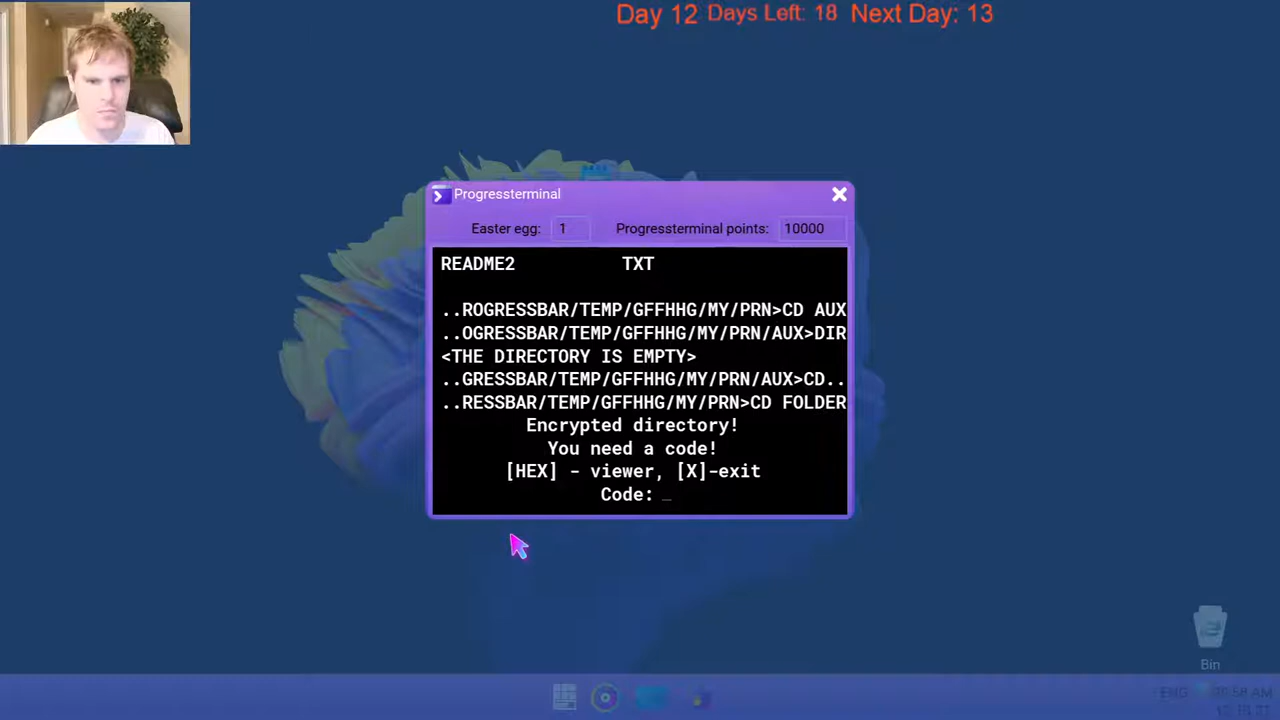 Day 12 Days Left: 18 Next Day: 13
Progressterminal
Easter egg: 1 Progressterminal points: 10000
README2 TXT
..ROGRESSBAR/TEMP/GFFHHG/MY/PRN>CD AUX
..OGRESSBAR/TEMP/GFFHHG/MY/PRN/AUX>DIR
<THE DIRECTORY IS EMPTY>
..GRESSBAR/TEMP/GFFHHG/MY/PRN/AUX>CD..
..RESSBAR/TEMP/GFFHHG/MY/PRN>CD FOLDER
Encrypted directory!
You need a code!
[HEX] - viewer, [X]-exit
Code: _
Bin
ENG